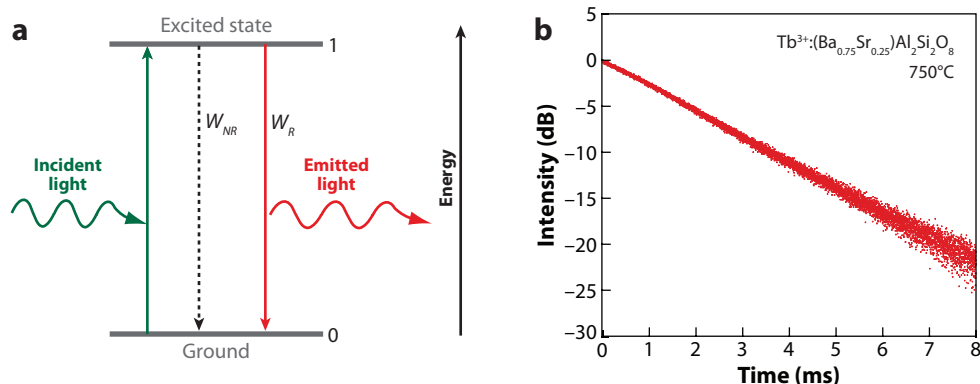 a
Excited state
1
W_NR
W_R
Incident
light
Emitted
light
0
Ground
Energy
b
Tb³⁺:(Ba₀.₇₅Sr₀.₂₅)Al₂Si₂O₈
750°C
Intensity (dB)
5
0
−5
−10
−15
−20
−25
−30
0 1 2 3 4 5 6 7 8
Time (ms)